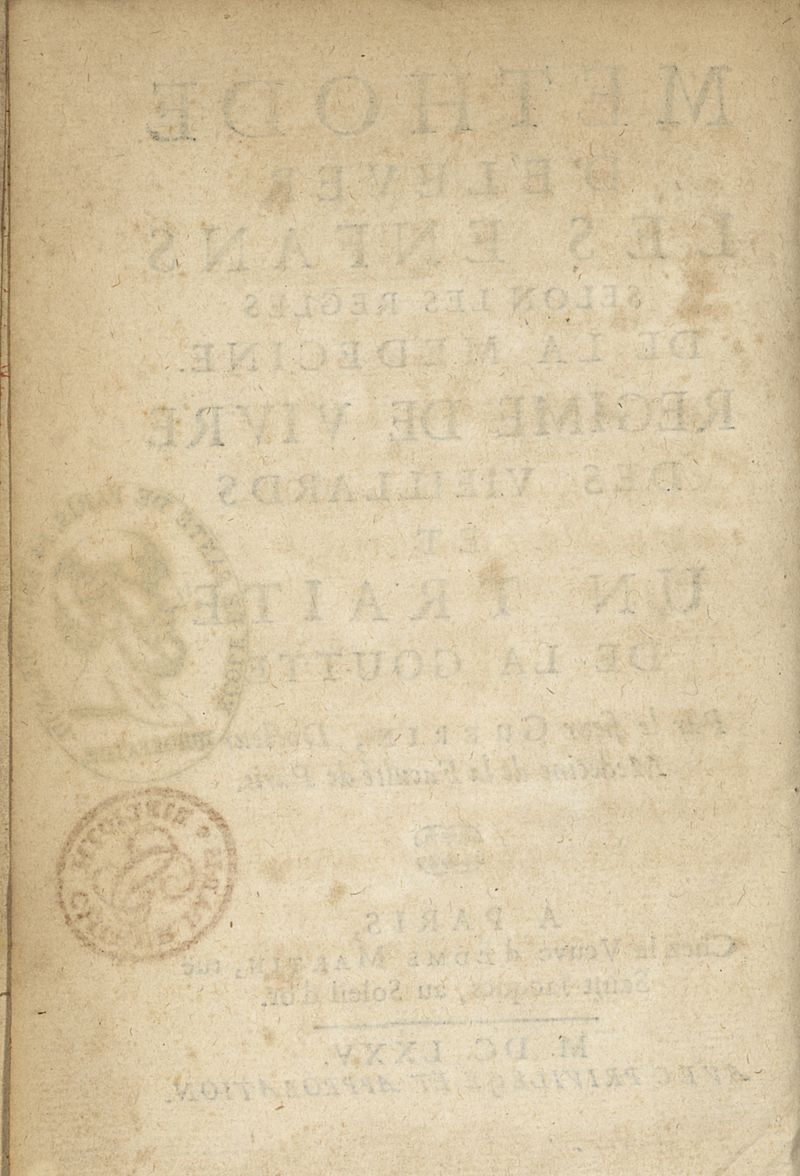 METHODE
D'ELEVER
LES ENFANS
SELON LES REGLES
DE LA MEDECINE.
REGIME DE VIVRE
DES VIEILLARDS
ET
UN TRAITÉ
DE LA GOUTTE
Par le sieur GUERIN, Docteur
Medecine de la Faculté de Paris.
A PARIS,
Chez la Veuve d'EDME MARTIN, rue
Saint Jacques, au Soleil d'or.
M. DC. LXXV.
AVEC PRIVILEGE ET APPROBATION.